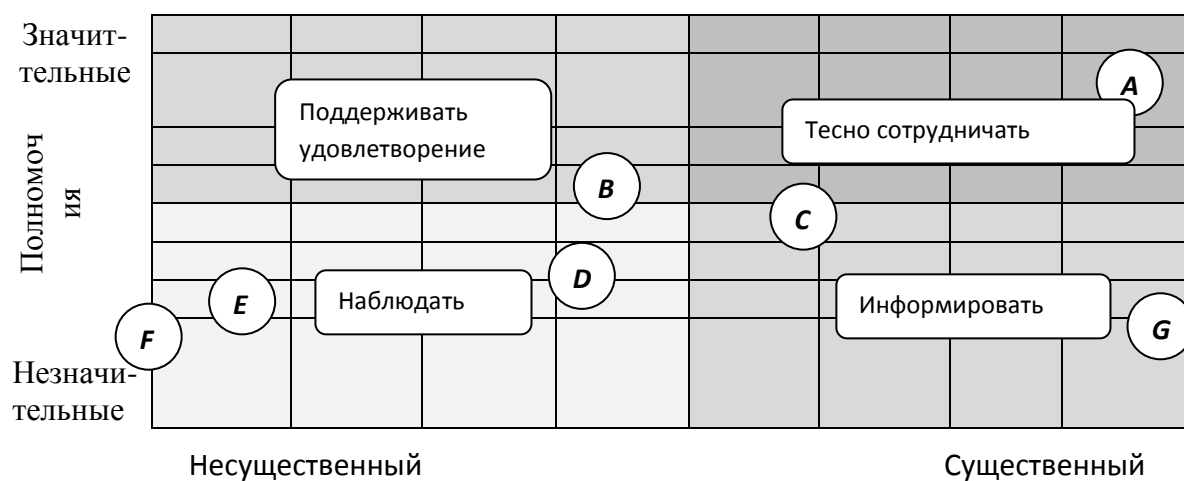 Значит-
тельные
Полномоч
ия
Незначи-
тельные
Поддерживать
удовлетворение
Тесно сотрудничать
A
B
C
D
E
Наблюдать
Информировать
F
G
Несущественный
Существенный